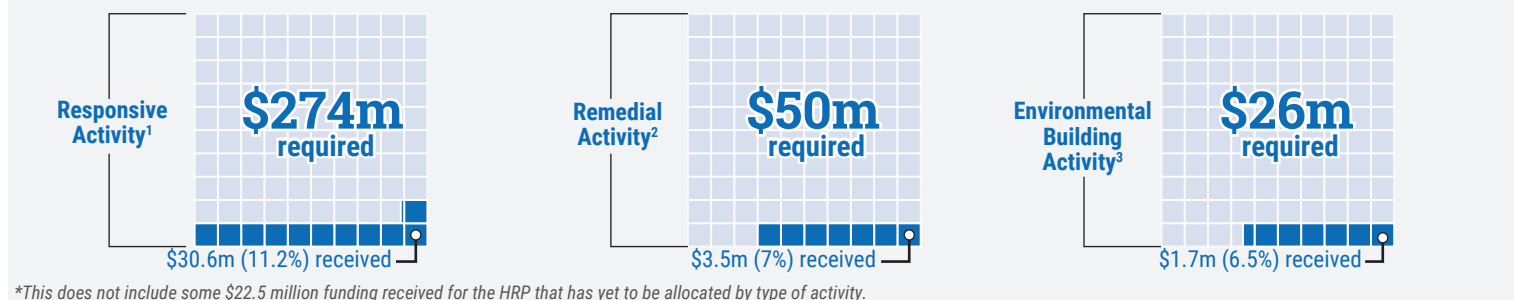 Responsive
Activity¹
$274m
required
$30.6m (11.2%) received
Remedial
Activity²
$50m
required
$3.5m (7%) received
Environmental
Building
Activity³
$26m
required
$1.7m (6.5%) received
*This does not include some $22.5 million funding received for the HRP that has yet to be allocated by type of activity.